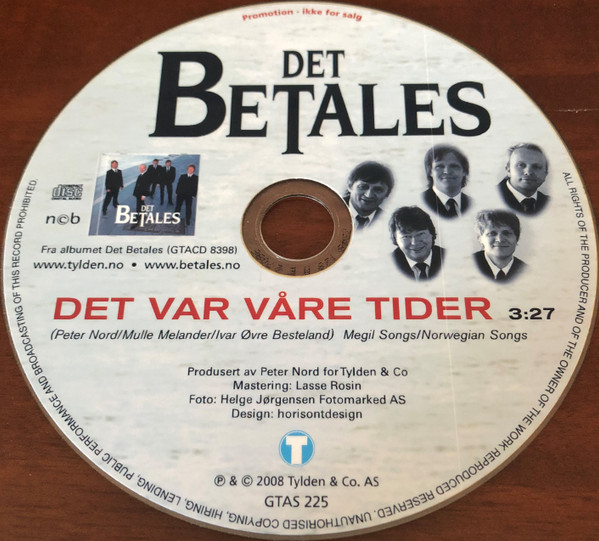 Promotion - ikke for salg
DET
BETALES
disc
n©b
DET
BETALES
Fra albumet Det Betales (GTACD 8398)
www.tylden.no • www.betales.no
DET VAR VÅRE TIDER 3:27
(Peter Nord/Mulle Melander/Ivar Øvre Besteland) Megil Songs/Norwegian Songs
Produsert av Peter Nord for Tylden & Co
Mastering: Lasse Rosin
Foto: Helge Jørgensen Fotomarked AS
Design: horisontdesign
T
℗ & © 2008 Tylden & Co. AS
GTAS 225
ALL RIGHTS OF THE PRODUCER AND OF THE OWNER OF THE WORK REPRODUCED RESERVED. UNAUTHORISED COPYING, HIRING, LENDING, PUBLIC PERFORMANCE AND BROADCASTING OF THIS RECORD PROHIBITED.